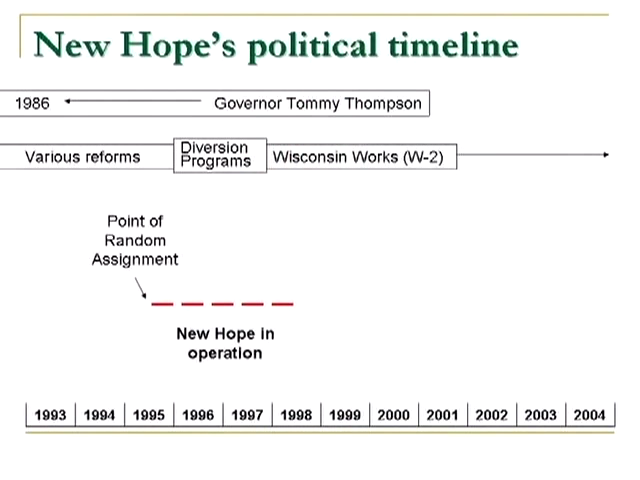 New Hope's political timeline
1986 Governor Tommy Thompson
Various reforms
Diversion
Programs
Wisconsin Works (W-2)
Point of
Random
Assignment
New Hope in
operation
1993 1994 1995 1996 1997 1998 1999 2000 2001 2002 2003 2004